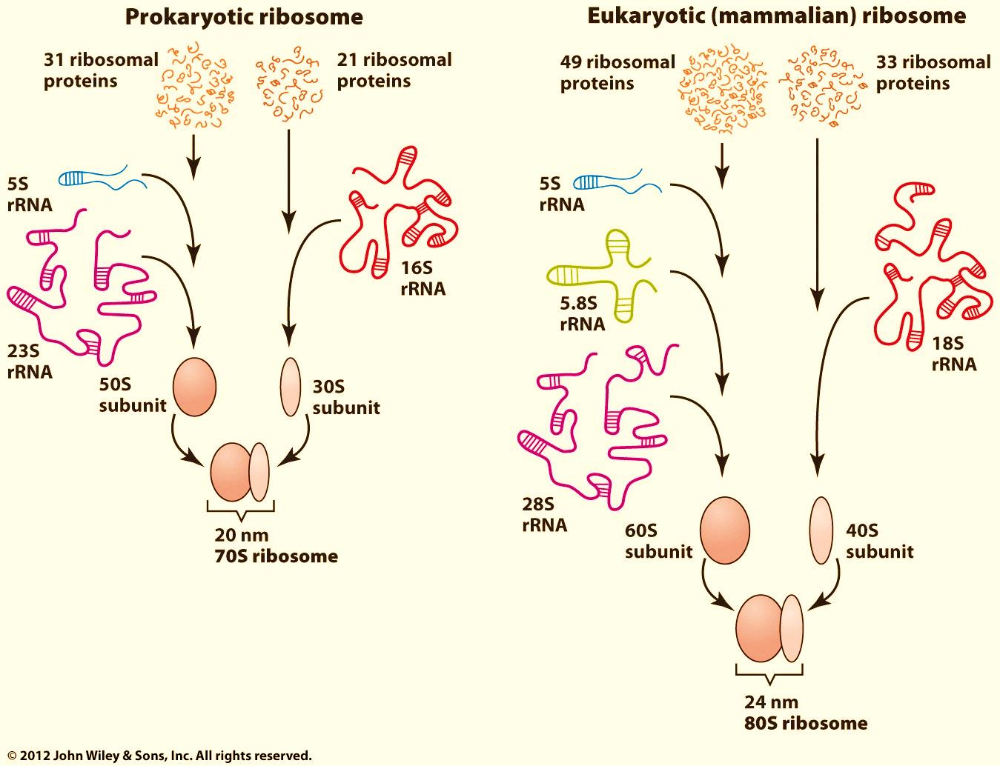 Prokaryotic ribosome
31 ribosomal
proteins
21 ribosomal
proteins
5S
rRNA
16S
rRNA
23S
rRNA
50S
subunit
30S
subunit
20 nm
70S ribosome
Eukaryotic (mammalian) ribosome
49 ribosomal
proteins
33 ribosomal
proteins
5S
rRNA
5.8S
rRNA
18S
rRNA
28S
rRNA
60S
subunit
40S
subunit
24 nm
80S ribosome
© 2012 John Wiley & Sons, Inc. All rights reserved.